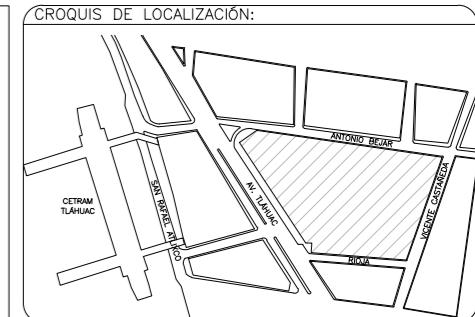 CROQUIS DE LOCALIZACIÓN:
ANTONIO BEJAR
CETRAM
TLÁHUAC
SAN RAFAEL ATLIXCO
AV. TLÁHUAC
VICENTE CASTAÑEDA
RIOJA